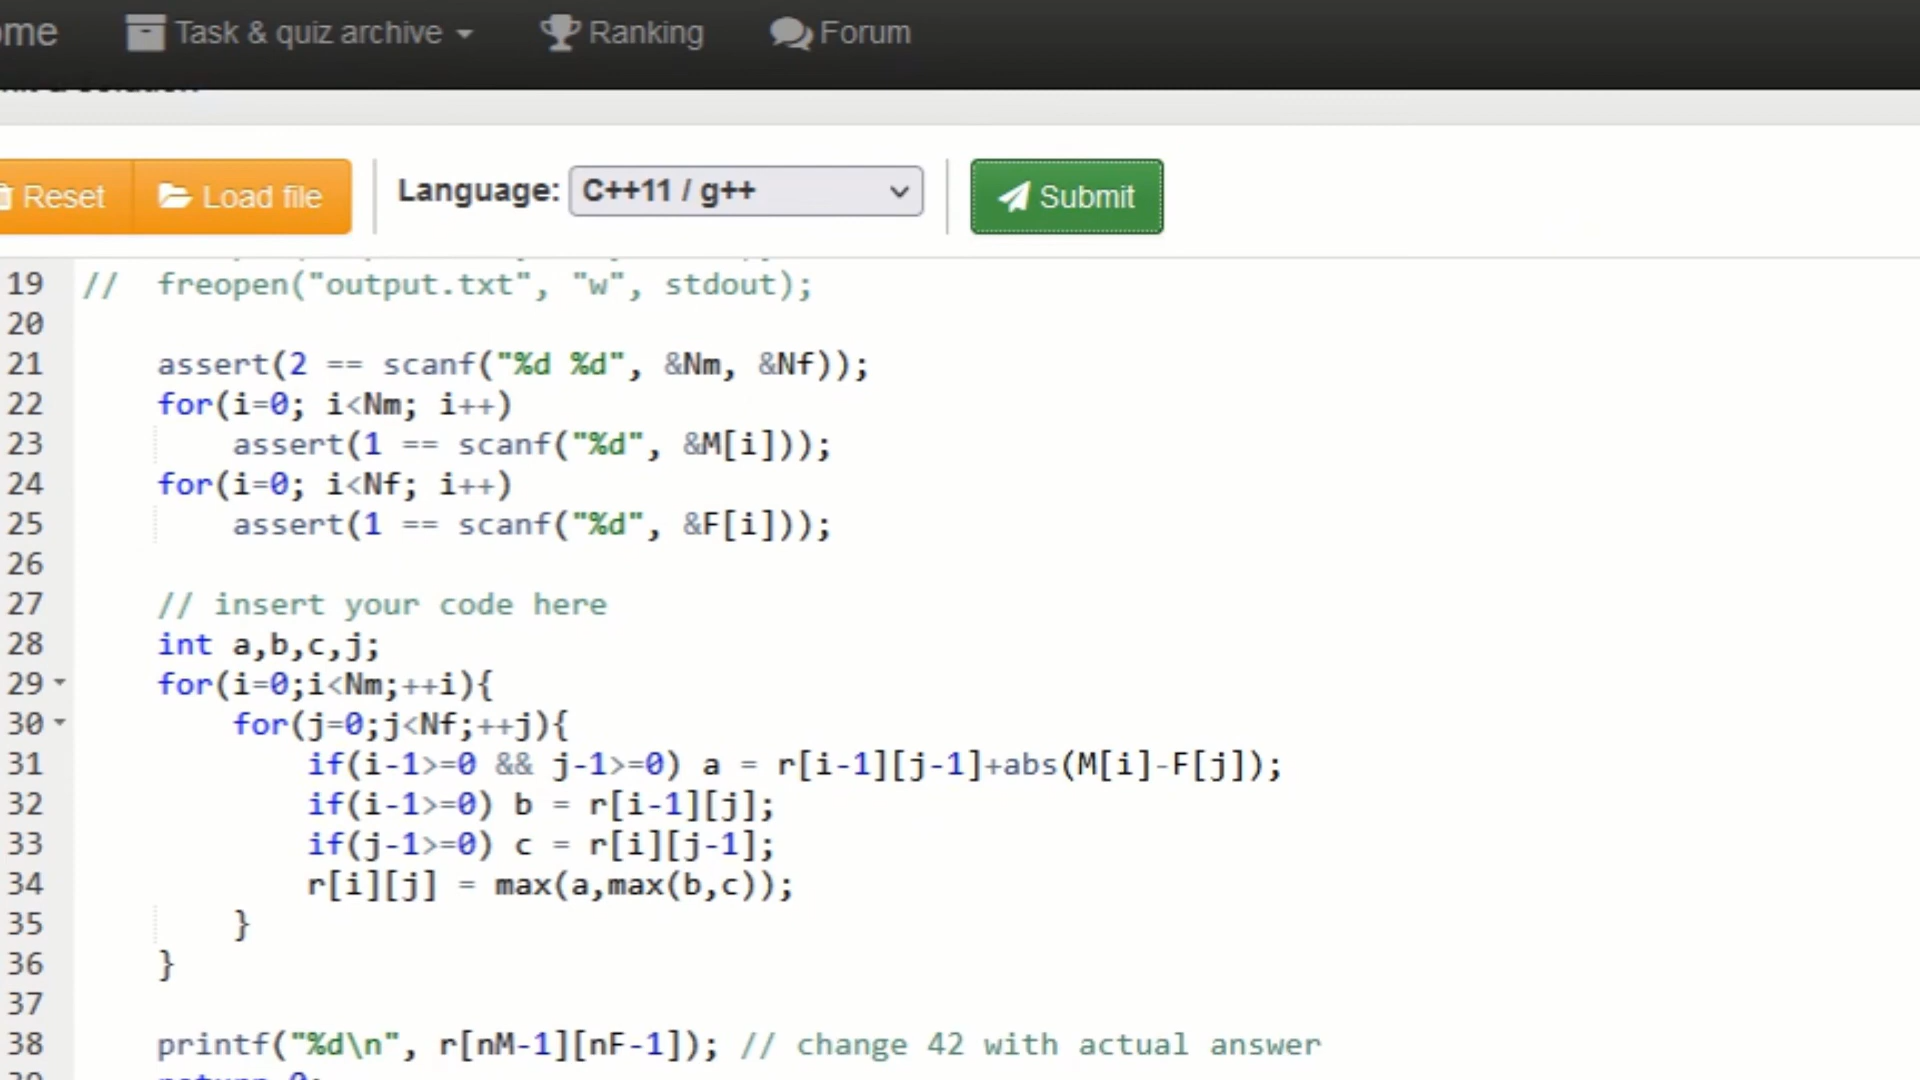 Task & quiz archive Ranking Forum
Reset Load file Language: C++11 / g++ Submit
19 // freopen("output.txt", "w", stdout);
20
21 assert(2 == scanf("%d %d", &Nm, &Nf));
22 for(i=0; i<Nm; i++)
23 assert(1 == scanf("%d", &M[i]));
24 for(i=0; i<Nf; i++)
25 assert(1 == scanf("%d", &F[i]));
26
27 // insert your code here
28 int a,b,c,j;
29 for(i=0;i<Nm;++i){
30 for(j=0;j<Nf;++j){
31 if(i-1>=0 && j-1>=0) a = r[i-1][j-1]+abs(M[i]-F[j]);
32 if(i-1>=0) b = r[i-1][j];
33 if(j-1>=0) c = r[i][j-1];
34 r[i][j] = max(a,max(b,c));
35 }
36 }
37
38 printf("%d\n", r[nM-1][nF-1]); // change 42 with actual answer